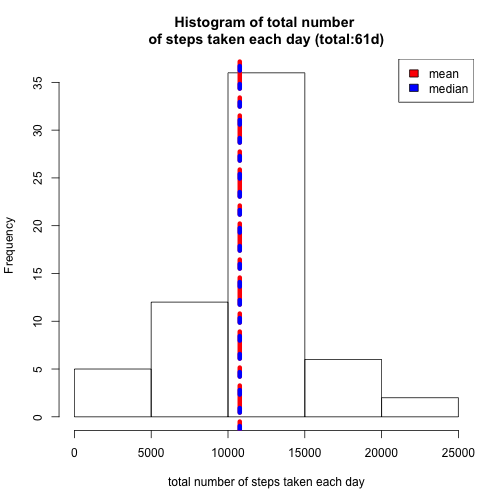 Histogram of total number
of steps taken each day (total:61d)
mean
median
Frequency
35
30
25
20
15
10
5
0
0 5000 10000 15000 20000 25000
total number of steps taken each day